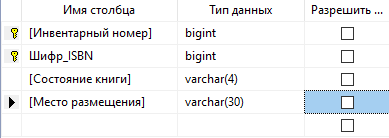 Имя столбца Тип данных Разрешить ...
[Инвентарный номер] bigint
Шифр_ISBN bigint
[Состояние книги] varchar(4)
[Место размещения] varchar(30)